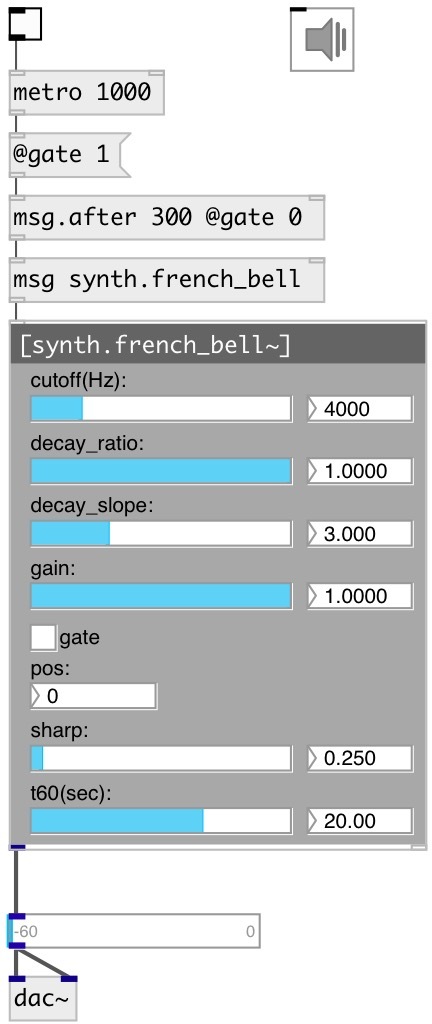 metro 1000
@gate 1
msg.after 300 @gate 0
msg synth.french_bell
[synth.french_bell~]
cutoff(Hz):
4000
decay_ratio:
1.0000
decay_slope:
3.000
gain:
1.0000
gate
pos:
0
sharp:
0.250
t60(sec):
20.00
-60 0
dac~